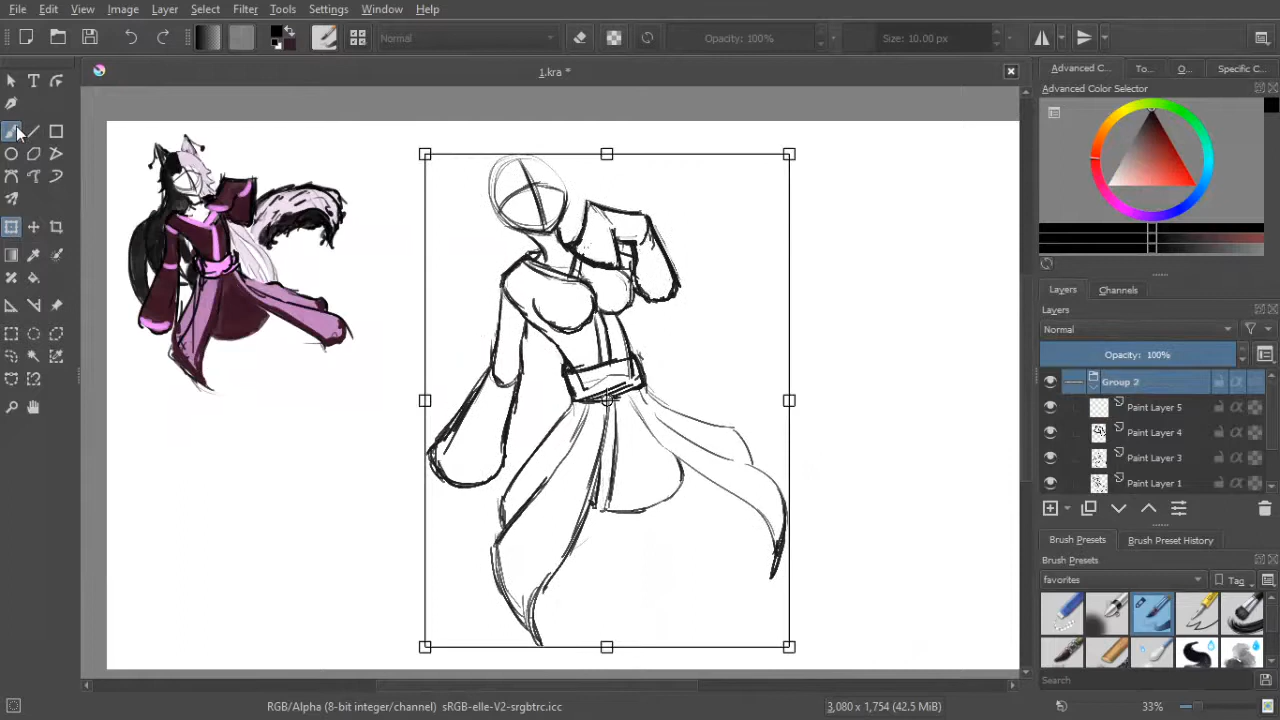 File Edit View Image Layer Select Filter Tools Settings Window Help
Normal Opacity: 100% Size: 10.00 px
1.kra *
Advanced C... To... O... Specific C...
Advanced Color Selector
Layers Channels
Layers
Normal
Opacity: 100%
Group 2
Paint Layer 5
Paint Layer 4
Paint Layer 3
Paint Layer 1
Brush Presets Brush Preset History
Brush Presets
favorites Tag
Search
RGB/Alpha (8-bit integer/channel) sRGB-elle-V2-srgbtrc.icc 3,080 x 1,754 (42.5 MiB) 33%